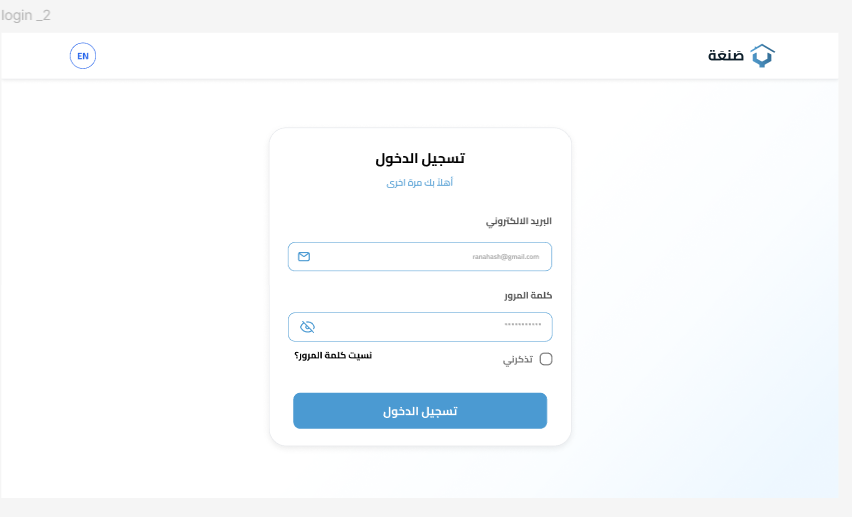 login _2
صَنعَة
EN
تسجيل الدخول
أهلاً بك مرة اخرى
البريد الالكتروني
ranahash@gmail.com
كلمة المرور
***********
تذكرني
نسيت كلمة المرور؟
تسجيل الدخول